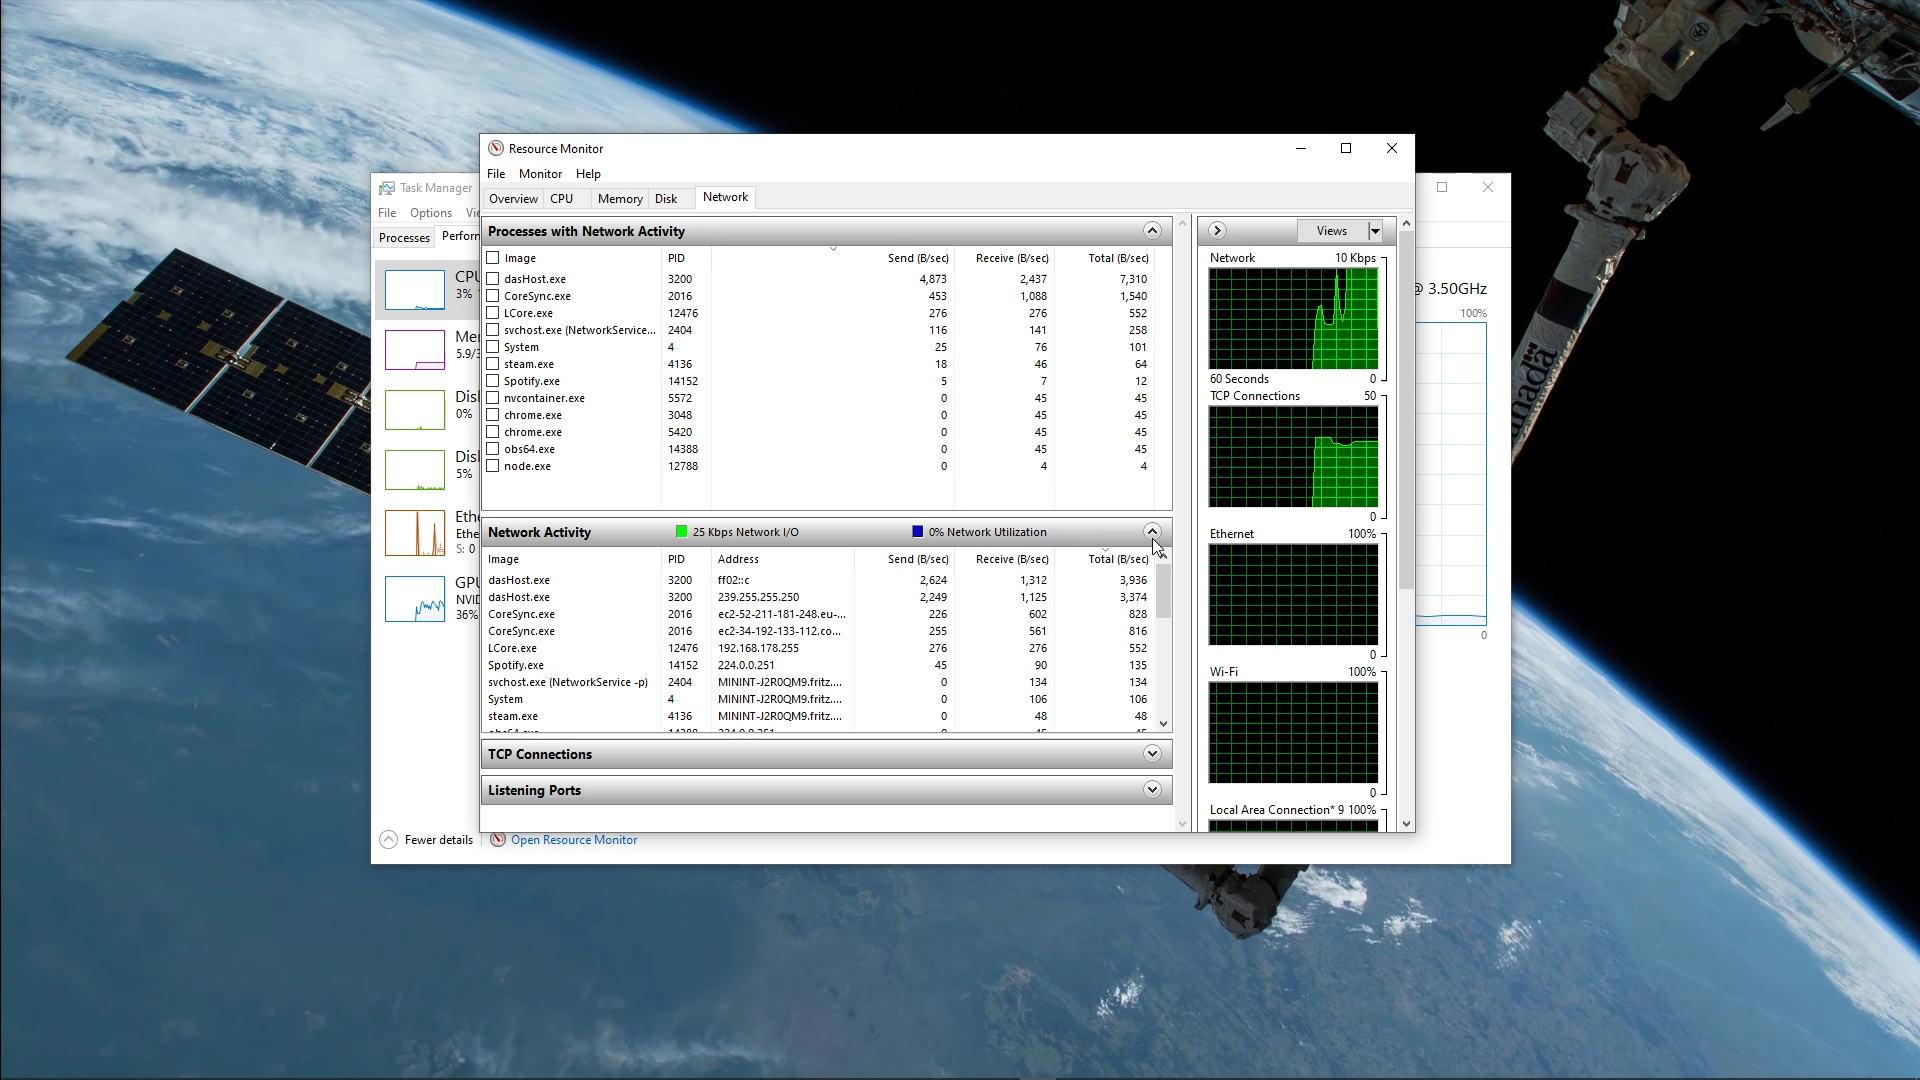 Resource Monitor
File Monitor Help
Overview CPU Memory Disk Network
Processes with Network Activity
Image PID Send (B/sec) Receive (B/sec) Total (B/sec)
dasHost.exe 3200 4,873 2,437 7,310
CoreSync.exe 2016 453 1,088 1,540
LCore.exe 12476 276 276 552
svchost.exe (NetworkService... 2404 116 141 258
System 4 25 76 101
steam.exe 4136 18 46 64
Spotify.exe 14152 5 7 12
nvcontainer.exe 5572 0 45 45
chrome.exe 3048 0 45 45
chrome.exe 5420 0 45 45
obs64.exe 14388 0 45 45
node.exe 12788 0 4 4
Network Activity 25 Kbps Network I/O 0% Network Utilization
Image PID Address Send (B/sec) Receive (B/sec) Total (B/sec)
dasHost.exe 3200 ff02::c 2,624 1,312 3,936
dasHost.exe 3200 239.255.255.250 2,249 1,125 3,374
CoreSync.exe 2016 ec2-52-211-181-248.eu-... 226 602 828
CoreSync.exe 2016 ec2-34-192-133-112.co... 255 561 816
LCore.exe 12476 192.168.178.255 276 276 552
Spotify.exe 14152 224.0.0.251 45 90 135
svchost.exe (NetworkService -p) 2404 MININT-J2R0QM9.fritz.... 0 134 134
System 4 MININT-J2R0QM9.fritz.... 0 106 106
steam.exe 4136 MININT-J2R0QM9.fritz.... 0 48 48
TCP Connections
Listening Ports
Views
Network 10 Kbps
60 Seconds 0
TCP Connections 50
0
Ethernet 100%
0
Wi-Fi 100%
0
Local Area Connection* 9 100%
Task Manager
File Options
Processes
CPU
3%
5.9/3
0%
5%
S: 0
GPU
36%
@ 3.50GHz
100%
0
Fewer details Open Resource Monitor